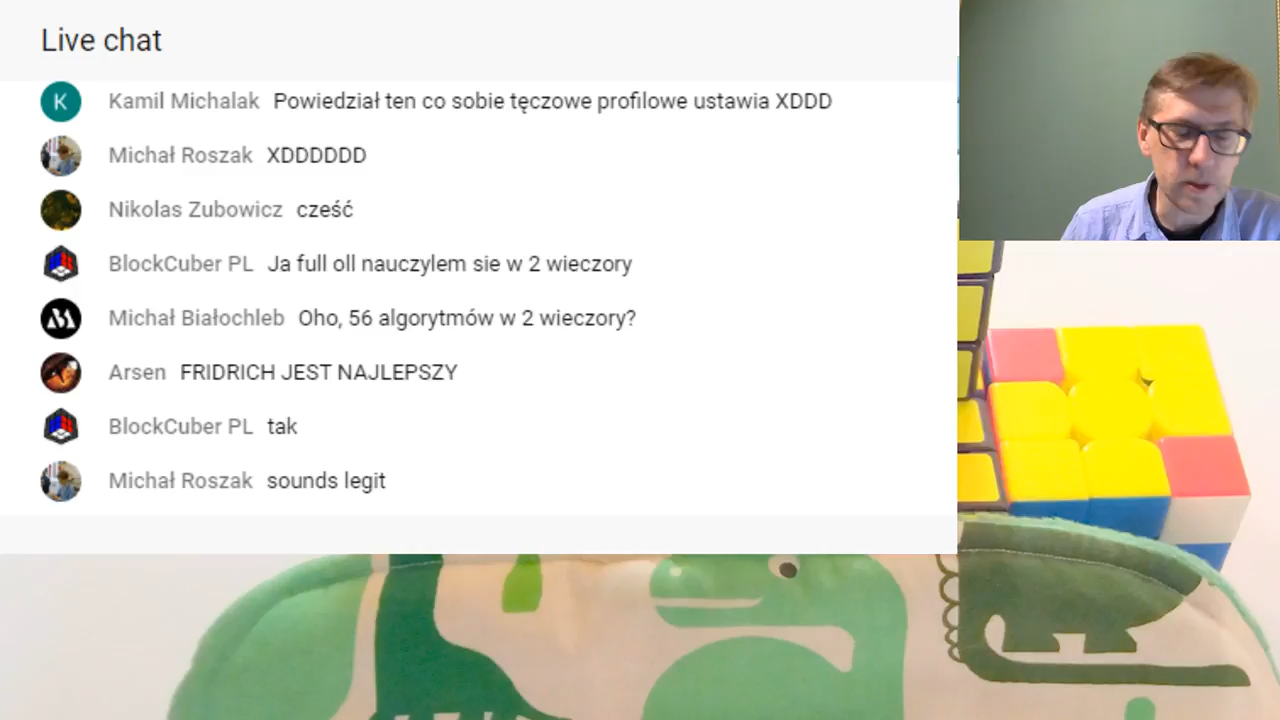 Live chat
K Kamil Michalak Powiedział ten co sobie tęczowe profilowe ustawia XDDD
Michał Roszak XDDDDDD
Nikolas Zubowicz cześć
BlockCuber PL Ja full oll nauczylem sie w 2 wieczory
Michał Białochleb Oho, 56 algorytmów w 2 wieczory?
Arsen FRIDRICH JEST NAJLEPSZY
BlockCuber PL tak
Michał Roszak sounds legit